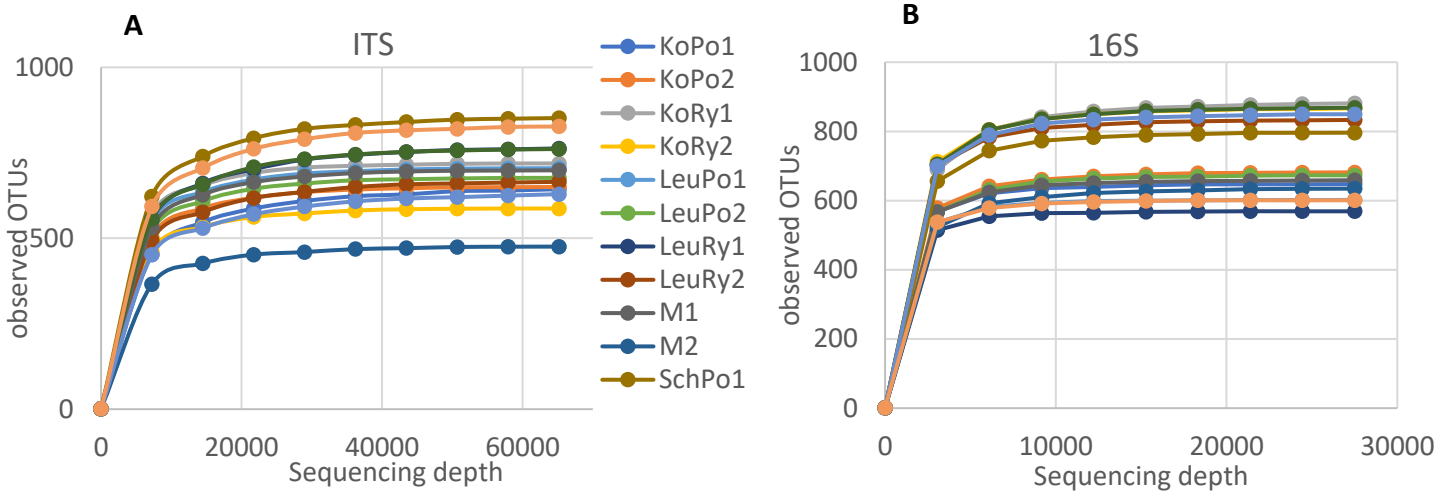 A
ITS
1000
500
0
observed OTUs
0 20000 40000 60000
Sequencing depth
KoPo1
KoPo2
KoRy1
KoRy2
LeuPo1
LeuPo2
LeuRy1
LeuRy2
M1
M2
SchPo1
B
16S
1000
800
600
400
200
0
observed OTUs
0 10000 20000 30000
Sequencing depth